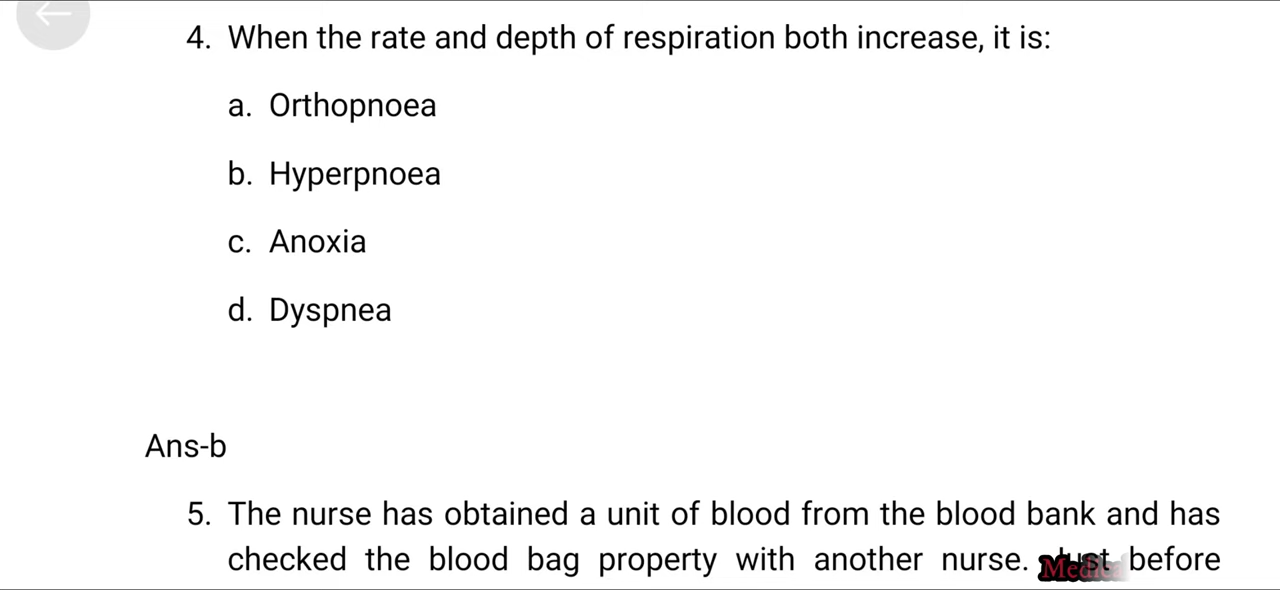 4. When the rate and depth of respiration both increase, it is:
a. Orthopnoea
b. Hyperpnoea
c. Anoxia
d. Dyspnea
Ans-b
5. The nurse has obtained a unit of blood from the blood bank and has
checked the blood bag property with another nurse. Just before